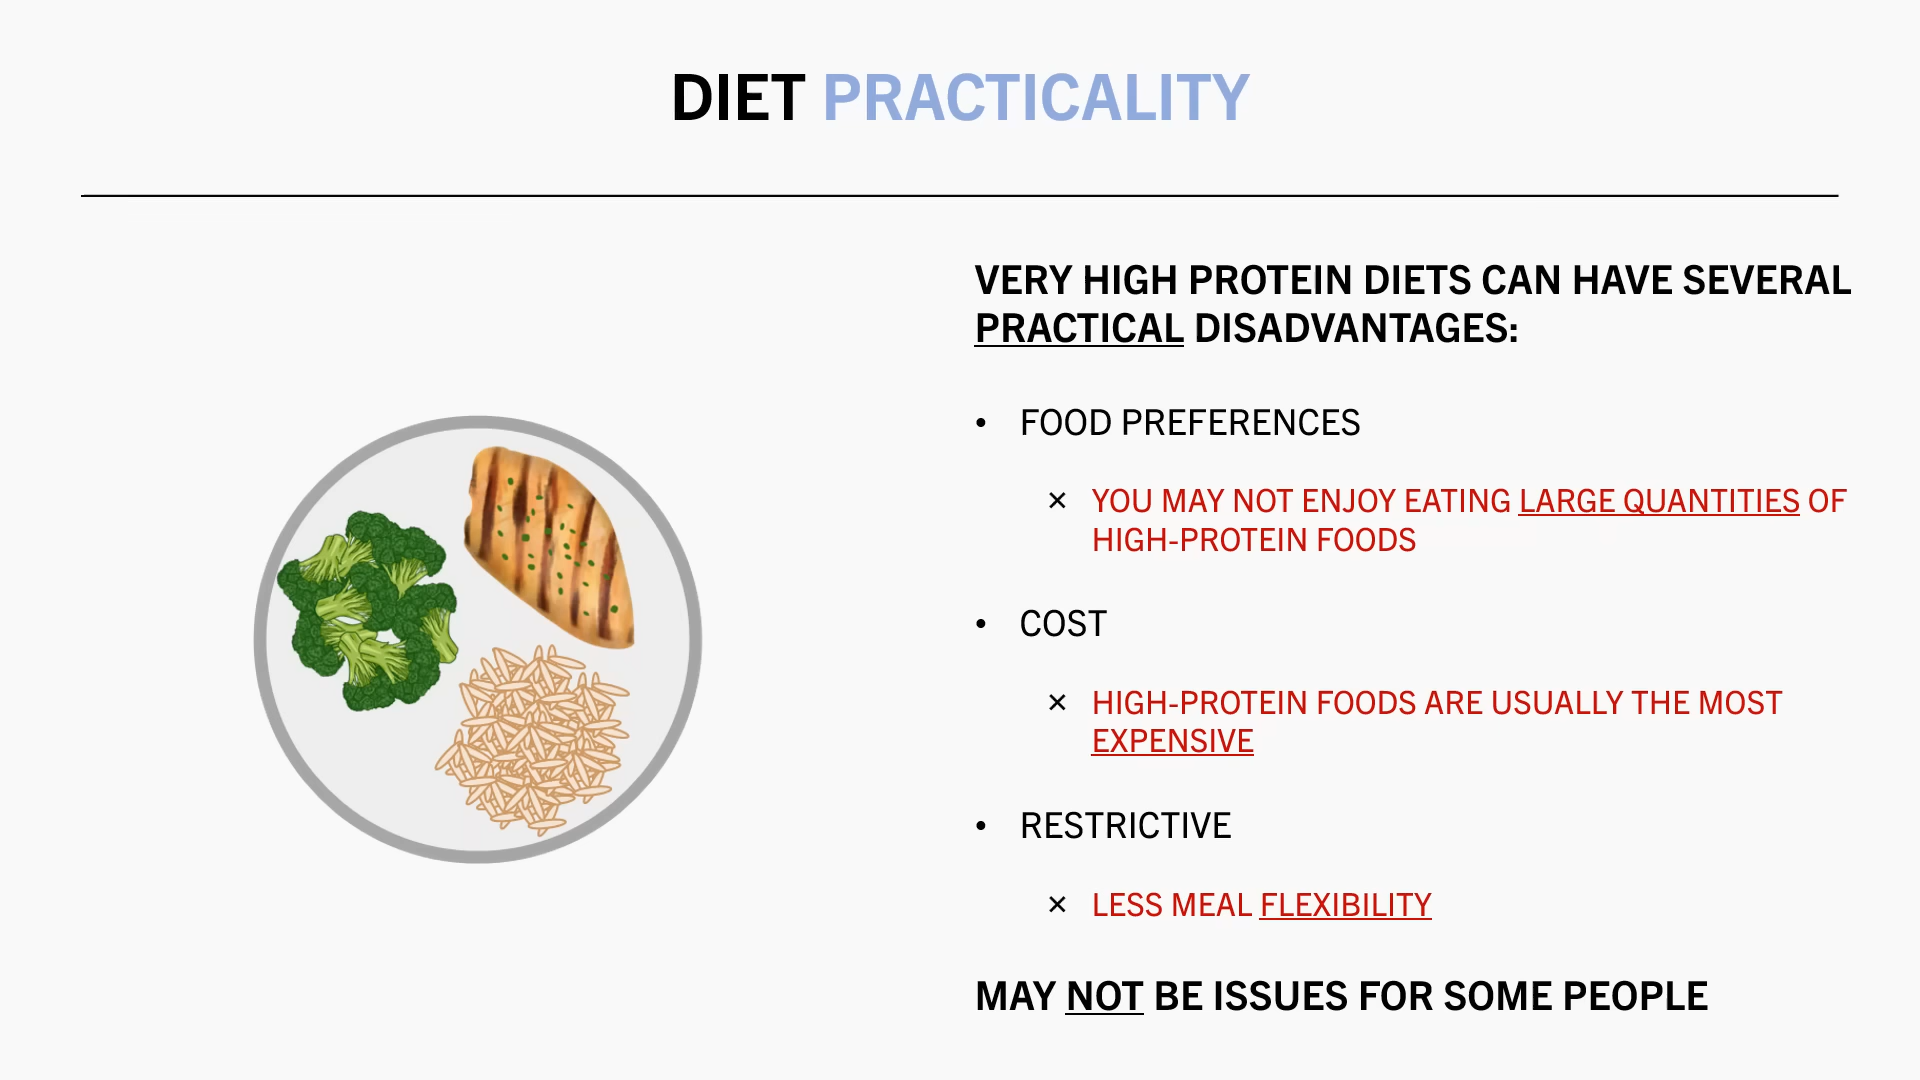 DIET PRACTICALITY
VERY HIGH PROTEIN DIETS CAN HAVE SEVERAL
PRACTICAL DISADVANTAGES:
• FOOD PREFERENCES
× YOU MAY NOT ENJOY EATING LARGE QUANTITIES OF
HIGH-PROTEIN FOODS
• COST
× HIGH-PROTEIN FOODS ARE USUALLY THE MOST
EXPENSIVE
• RESTRICTIVE
× LESS MEAL FLEXIBILITY
MAY NOT BE ISSUES FOR SOME PEOPLE